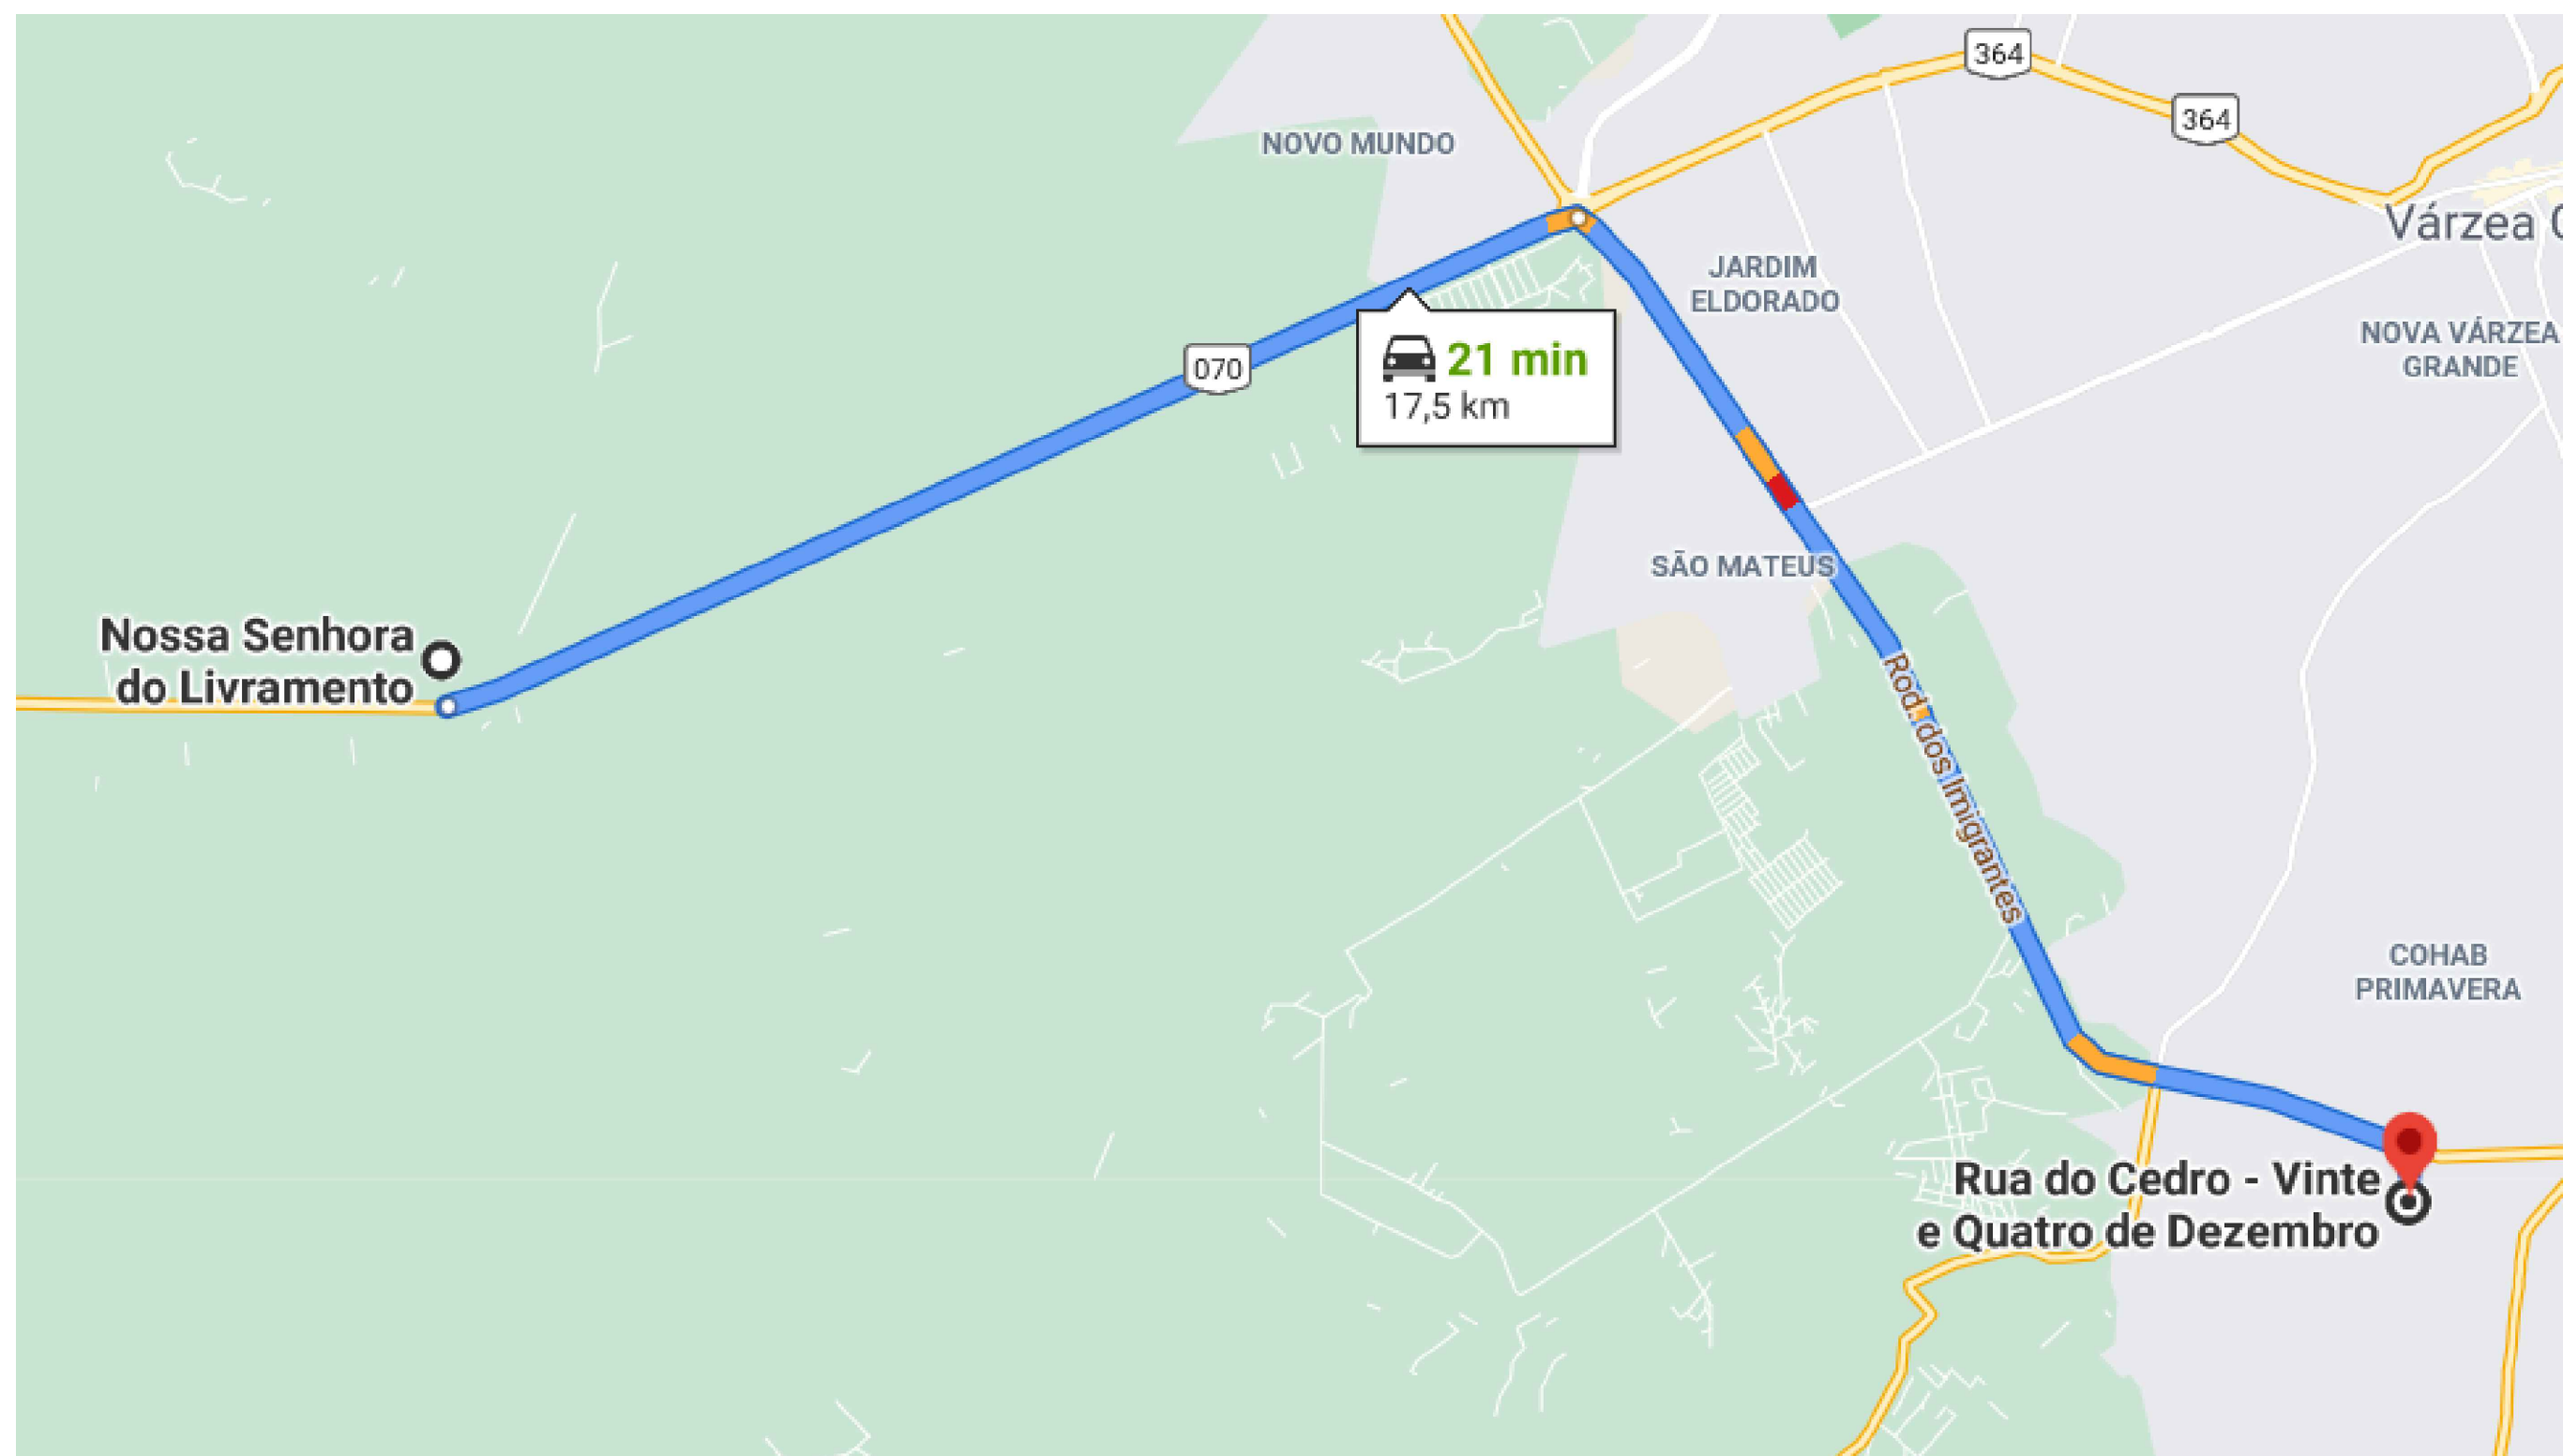 364
364
NOVO MUNDO
Várzea
JARDIM
ELDORADO
NOVA VÁRZEA
GRANDE
070
21 min
17,5 km
SÃO MATEUS
Nossa Senhora
do Livramento
Rod. dos Imigrantes
COHAB
PRIMAVERA
Rua do Cedro - Vinte
e Quatro de Dezembro